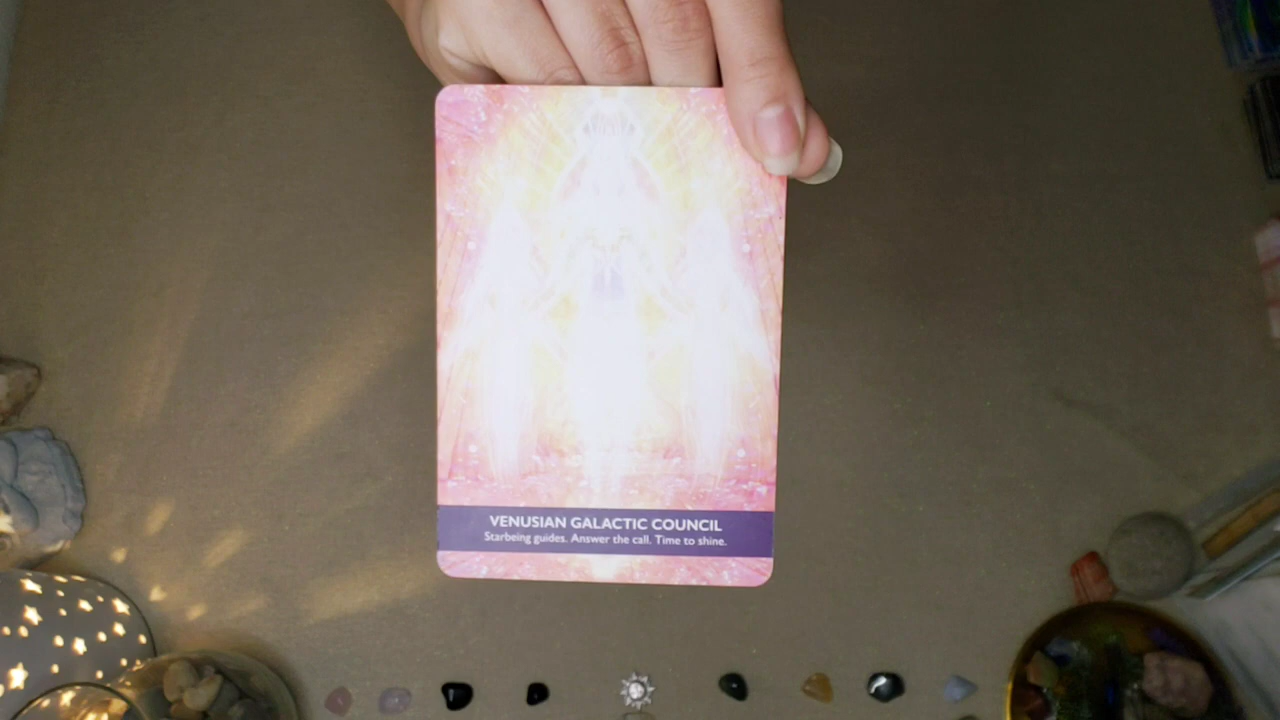 VENUSIAN GALACTIC COUNCIL
Starbeing guides. Answer the call. Time to shine.